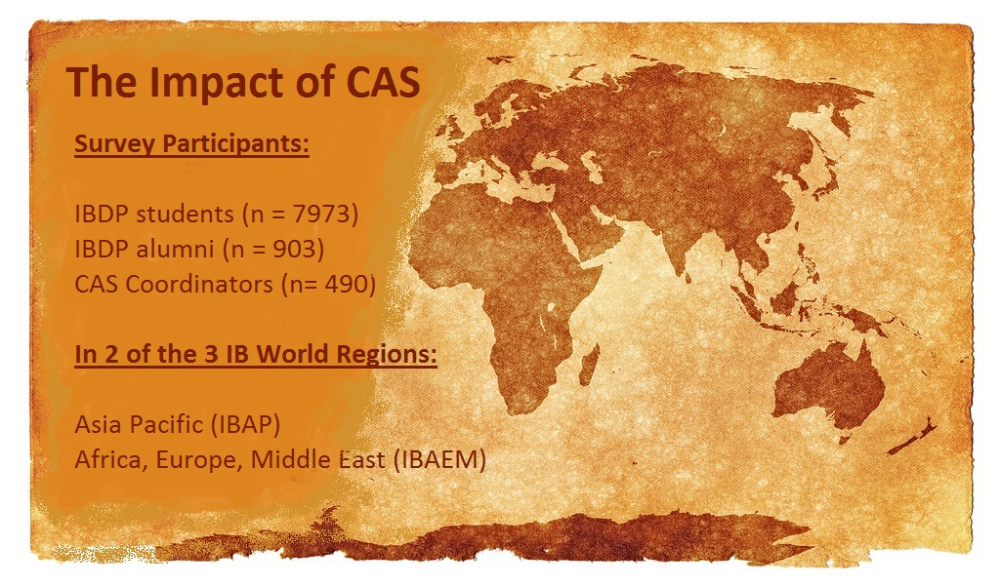 The Impact of CAS
Survey Participants:
IBDP students (n = 7973)
IBDP alumni (n = 903)
CAS Coordinators (n= 490)
In 2 of the 3 IB World Regions:
Asia Pacific (IBAP)
Africa, Europe, Middle East (IBAEM)